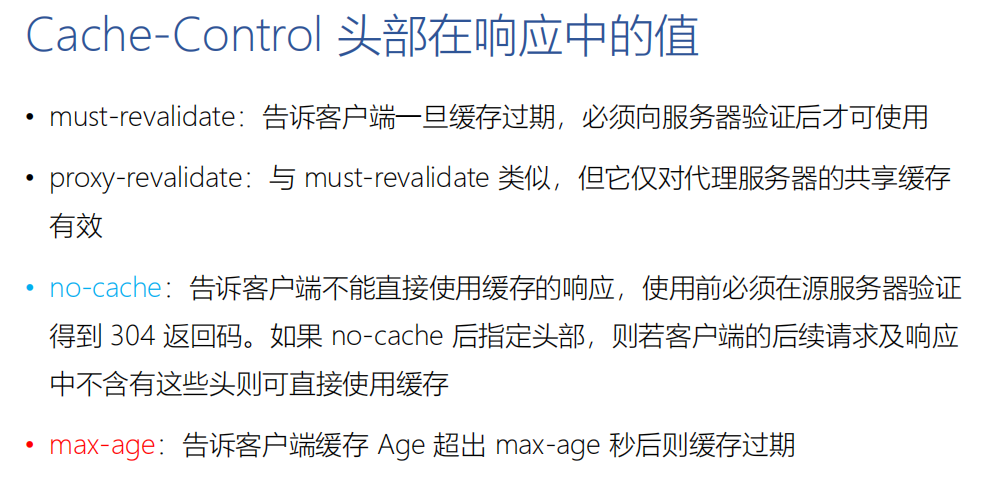 Cache-Control 头部在响应中的值
• must-revalidate：告诉客户端一旦缓存过期，必须向服务器验证后才可使用
• proxy-revalidate：与 must-revalidate 类似，但它仅对代理服务器的共享缓存
有效
• no-cache：告诉客户端不能直接使用缓存的响应，使用前必须在源服务器验证
得到 304 返回码。如果 no-cache 后指定头部，则若客户端的后续请求及响应
中不含有这些头则可直接使用缓存
• max-age：告诉客户端缓存 Age 超出 max-age 秒后则缓存过期